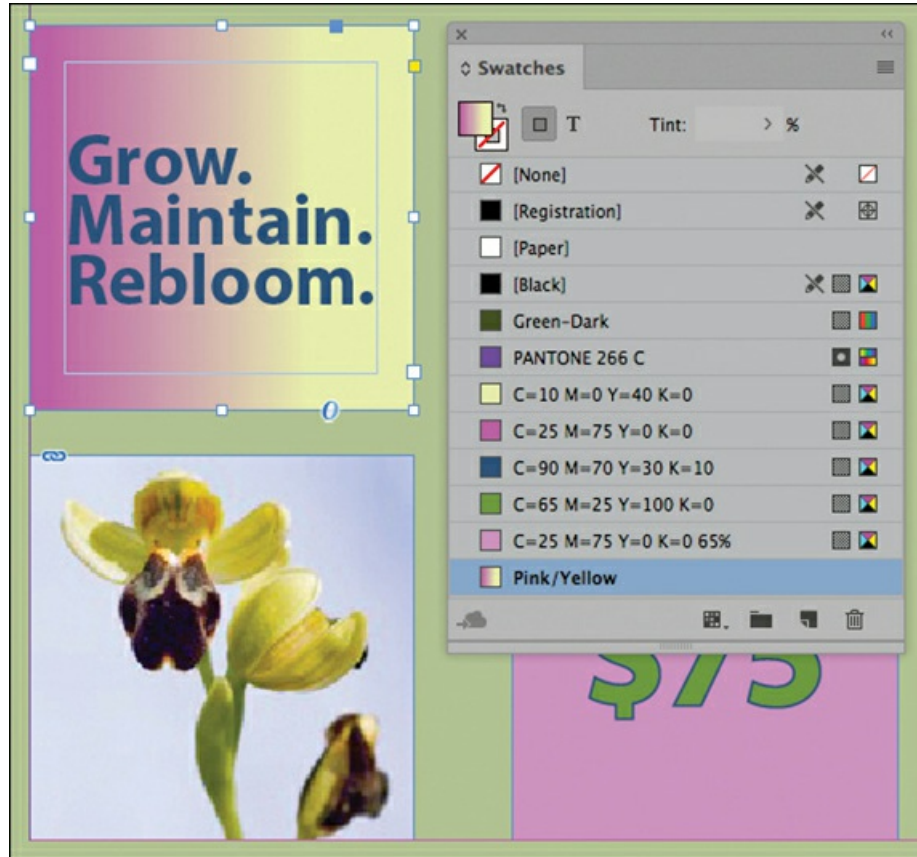 Grow.
Maintain.
Rebloom.
Swatches
T
Tint:
%
[None]
[Registration]
[Paper]
[Black]
Green-Dark
PANTONE 266 C
C=10 M=0 Y=40 K=0
C=25 M=75 Y=0 K=0
C=90 M=70 Y=30 K=10
C=65 M=25 Y=100 K=0
C=25 M=75 Y=0 K=0 65%
Pink/Yellow
$75